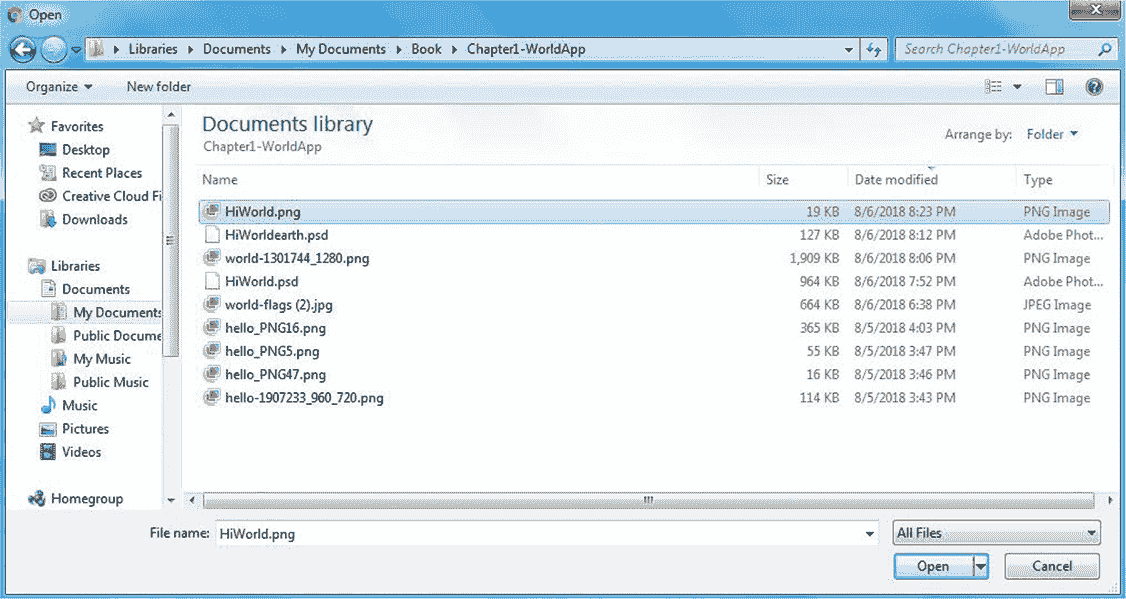 Open
Libraries Documents My Documents Book Chapter1-WorldApp Search Chapter1-WorldApp
Organize New folder
Favorites
Desktop
Recent Places
Creative Cloud Fi
Downloads
Libraries
Documents
My Documents
Public Docume
My Music
Public Music
Music
Pictures
Videos
Homegroup
Documents library
Chapter1-WorldApp
Arrange by: Folder
Name Size Date modified Type
HiWorld.png 19 KB 8/6/2018 8:23 PM PNG Image
HiWorldearth.psd 127 KB 8/6/2018 8:12 PM Adobe Phot...
world-1301744_1280.png 1,909 KB 8/6/2018 8:06 PM PNG Image
HiWorld.psd 964 KB 8/6/2018 7:52 PM Adobe Phot...
world-flags (2).jpg 664 KB 8/6/2018 6:38 PM JPEG Image
hello_PNG16.png 365 KB 8/5/2018 4:03 PM PNG Image
hello_PNG5.png 55 KB 8/5/2018 3:47 PM PNG Image
hello_PNG47.png 16 KB 8/5/2018 3:46 PM PNG Image
hello-1907233_960_720.png 114 KB 8/5/2018 3:43 PM PNG Image
File name: HiWorld.png All Files
Open Cancel